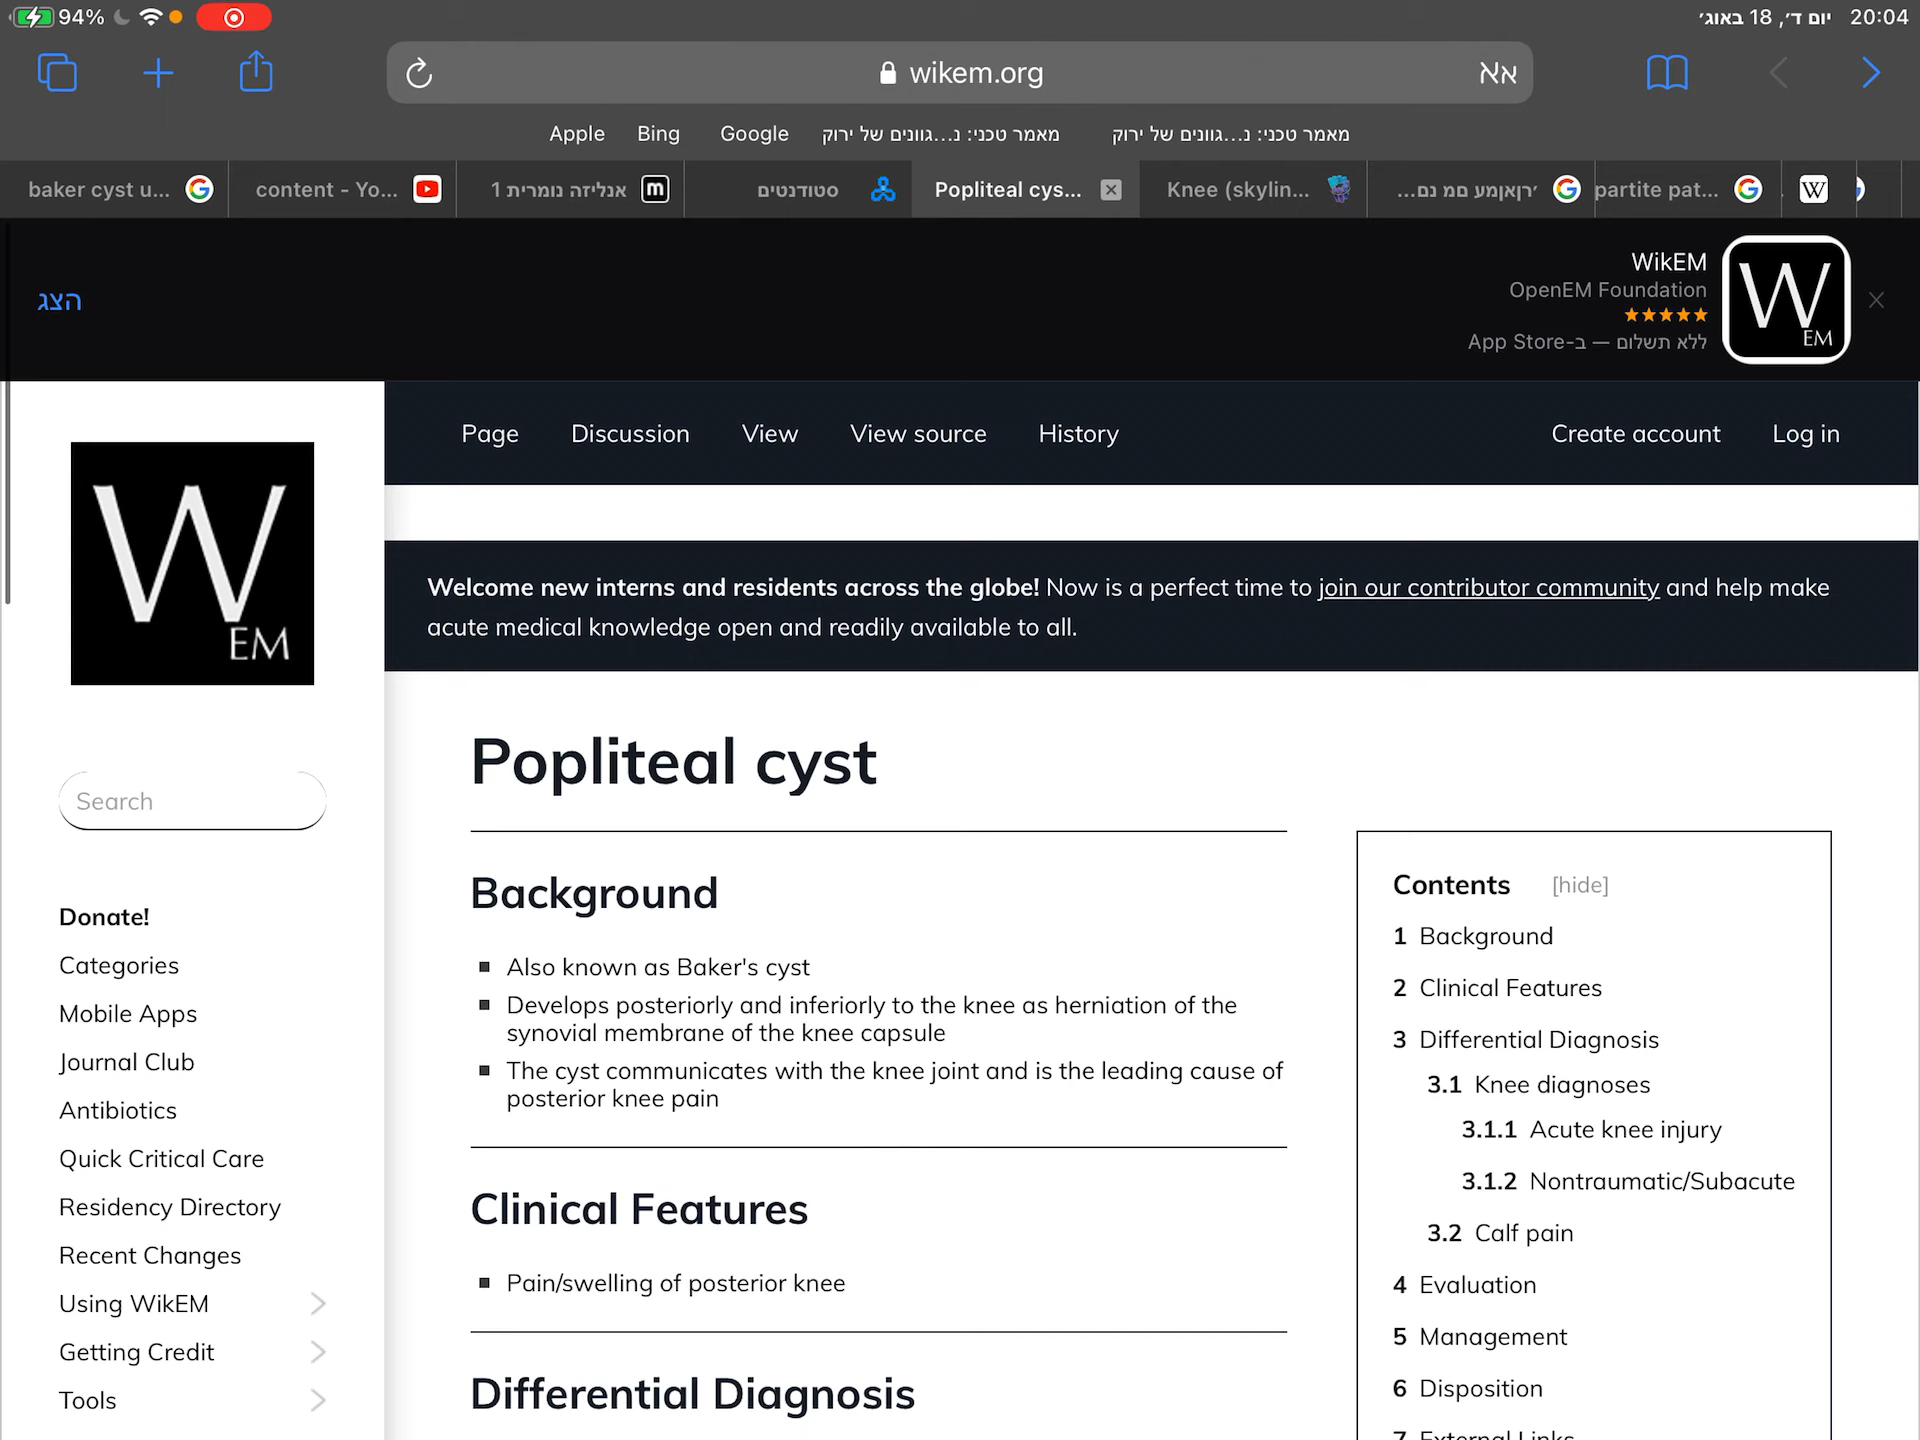 94%
יום ד׳, 18 באוג׳ 20:04
wikem.org
אא
Apple Bing Google מאמר טכני: נ...גוונים של ירוק מאמר טכני: נ...גוונים של ירוק
baker cyst u...
content - Yo...
אנליזה נומרית 1
סטודנטים
Popliteal cys...
Knee (skylin...
partite pat...
W
הצג
WikEM
OpenEM Foundation
ללא תשלום — ב-App Store
W
EM
Page Discussion View View source History Create account Log in
Welcome new interns and residents across the globe! Now is a perfect time to join our contributor community and help make
acute medical knowledge open and readily available to all.
W
EM
Search
Donate!
Categories
Mobile Apps
Journal Club
Antibiotics
Quick Critical Care
Residency Directory
Recent Changes
Using WikEM
Getting Credit
Tools
Popliteal cyst
Background
Also known as Baker's cyst
Develops posteriorly and inferiorly to the knee as herniation of the
synovial membrane of the knee capsule
The cyst communicates with the knee joint and is the leading cause of
posterior knee pain
Clinical Features
Pain/swelling of posterior knee
Differential Diagnosis
Contents [hide]
1 Background
2 Clinical Features
3 Differential Diagnosis
3.1 Knee diagnoses
3.1.1 Acute knee injury
3.1.2 Nontraumatic/Subacute
3.2 Calf pain
4 Evaluation
5 Management
6 Disposition
7 External Links